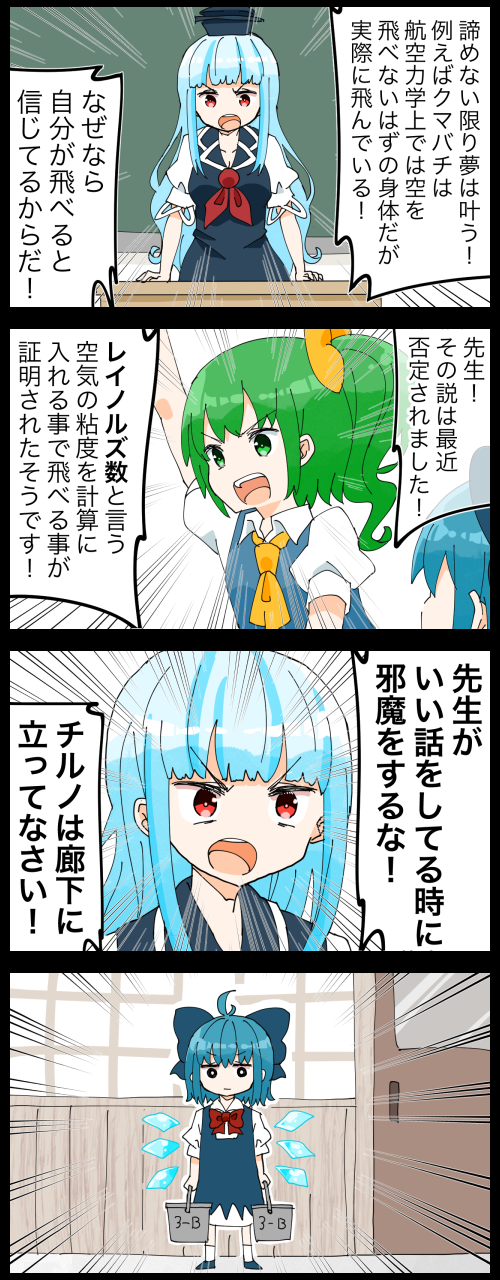 諦めない限り夢は叶う！
例えばクマバチは
航空力学上では空を
飛べないはずの身体だが
実際に飛んでいる！
なぜなら
自分が飛べると
信じてるからだ！
先生！
その説は最近
否定されました！
レイノルズ数と言う
空気の粘度を計算に
入れる事で飛べる事が
証明されたそうです！
先生が
いい話をしてる時に
邪魔をするな！
チルノは廊下に
立ってなさい！
3-B
3-B